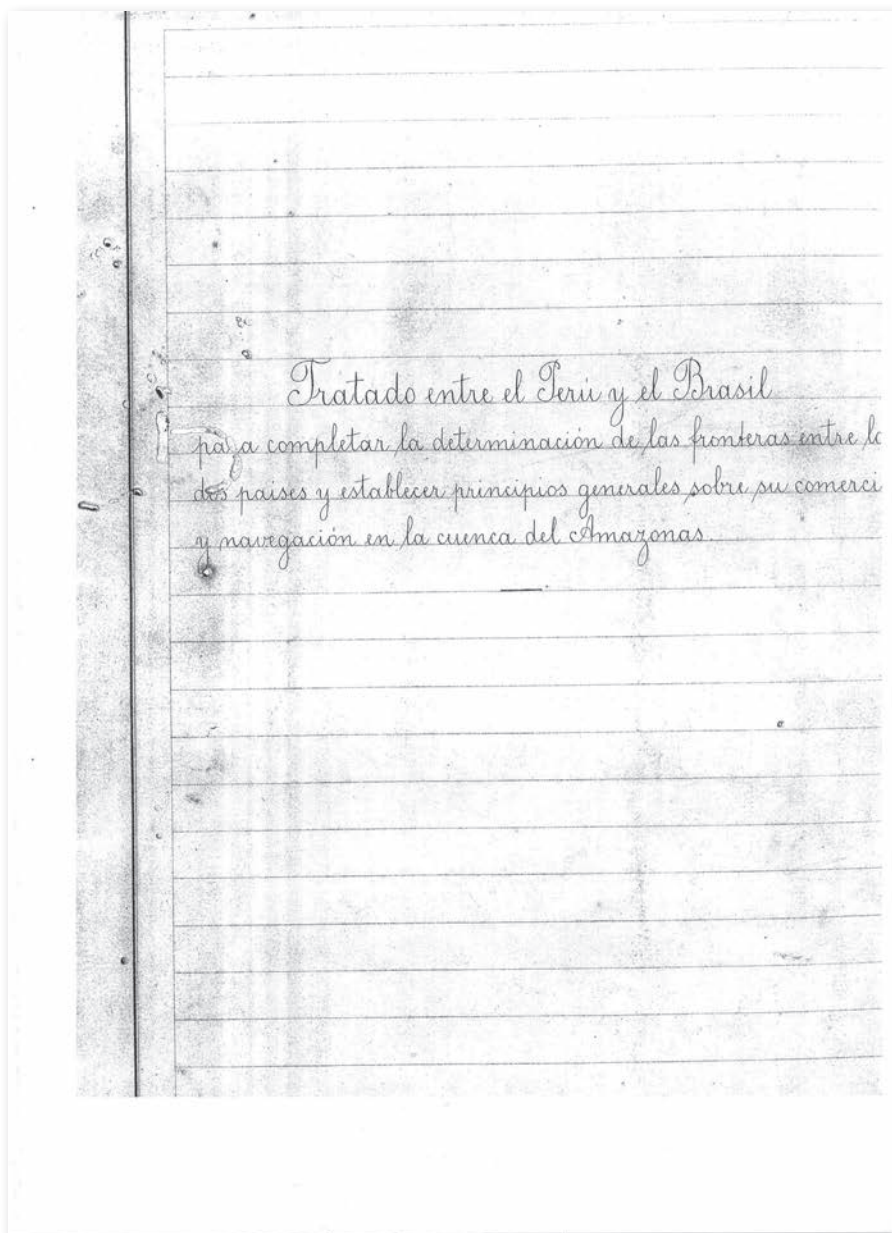 Tratado entre el Perú y el Brasil
para completar la determinación de las fronteras entre lo
dos paises y establecer principios generales sobre su comerci
y navegación en la cuenca del Amazonas.